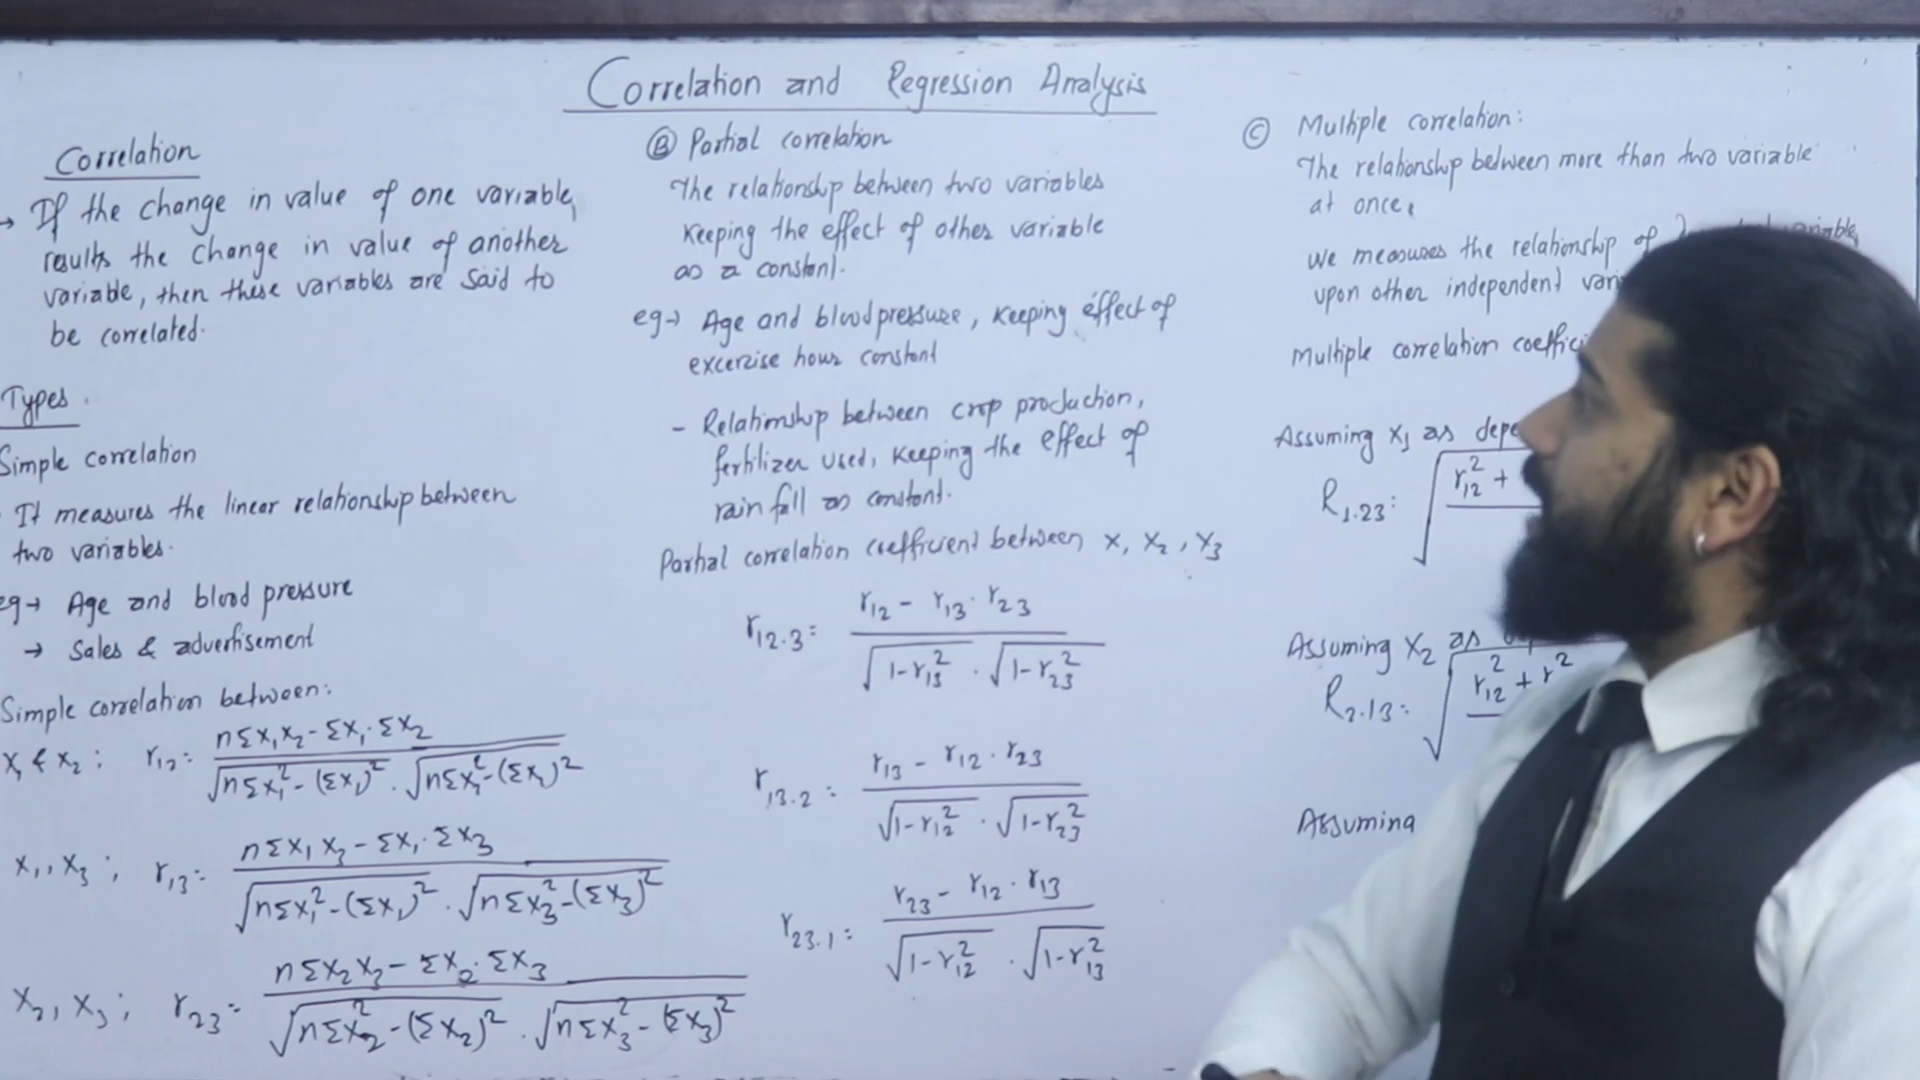 Correlation and Regression Analysis
Correlation
→ If the change in value of one variable,
results the change in value of another
variable, then these variables are said to
be correlated.
Types.
Simple correlation
It measures the linear relationship between
two variables.
eg→ Age and blood pressure
→ Sales & advertisement
Simple correlation between:
X₁ & X₂ : r₁₂ = (nΣX₁X₂ - ΣX₁·ΣX₂) / (√(nΣX₁² - (ΣX₁)²) · √(nΣX₂² - (ΣX₂)²))
X₁, X₃ ; r₁₃ = (nΣX₁X₃ - ΣX₁·ΣX₃) / (√(nΣX₁² - (ΣX₁)²) · √(nΣX₃² - (ΣX₃)²))
X₂, X₃ ; r₂₃ = (nΣX₂X₃ - ΣX₂·ΣX₃) / (√(nΣX₂² - (ΣX₂)²) · √(nΣX₃² - (ΣX₃)²))
Ⓑ Partial correlation
The relationship between two variables
keeping the effect of other variable
as a constant.
eg→ Age and blood pressure, keeping effect of
excerzise hour constant
- Relationship between crop production,
fertilizer used, keeping the effect of
rain fall as constant.
Partial correlation coefficient between X, X₂, X₃
r₁₂.₃ = (r₁₂ - r₁₃·r₂₃) / (√(1-r₁₃²) · √(1-r₂₃²))
r₁₃.₂ = (r₁₃ - r₁₂·r₂₃) / (√(1-r₁₂²) · √(1-r₂₃²))
r₂₃.₁ = (r₂₃ - r₁₂·r₁₃) / (√(1-r₁₂²) · √(1-r₁₃²))
Ⓒ Multiple correlation:
The relationship between more than two variable
at once.
We measures the relationship of
upon other independent
Multiple correlation
Assuming X₁ as
R₁.₂₃ = √(r₁₂² +
Assuming X₂ as
R₂.₁₃ = √(r₁₂² + r²
Assuming